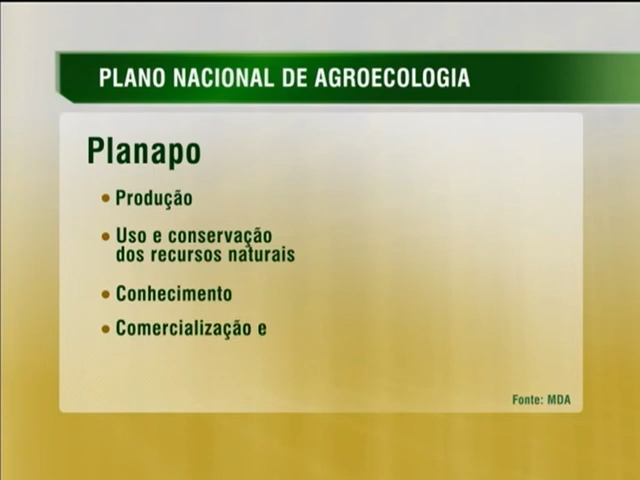 PLANO NACIONAL DE AGROECOLOGIA
Planapo
• Produção
• Uso e conservação
dos recursos naturais
• Conhecimento
• Comercialização e
Fonte: MDA